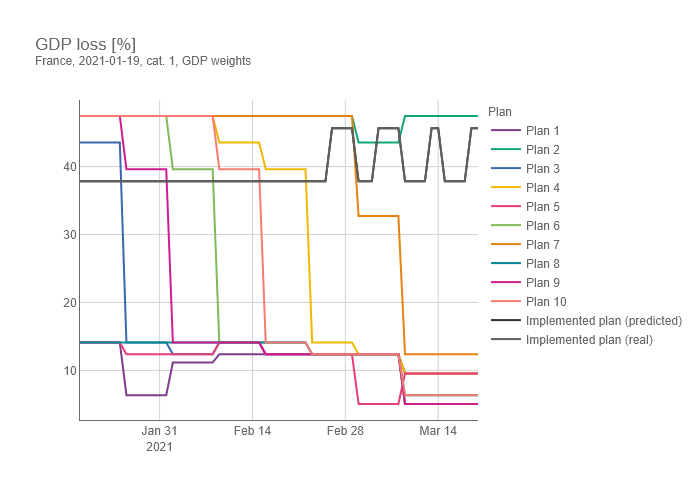 GDP loss [%]
France, 2021-01-19, cat. 1, GDP weights
Plan
Plan 1
Plan 2
Plan 3
Plan 4
Plan 5
Plan 6
Plan 7
Plan 8
Plan 9
Plan 10
Implemented plan (predicted)
Implemented plan (real)
40
30
20
10
Jan 31
2021
Feb 14
Feb 28
Mar 14